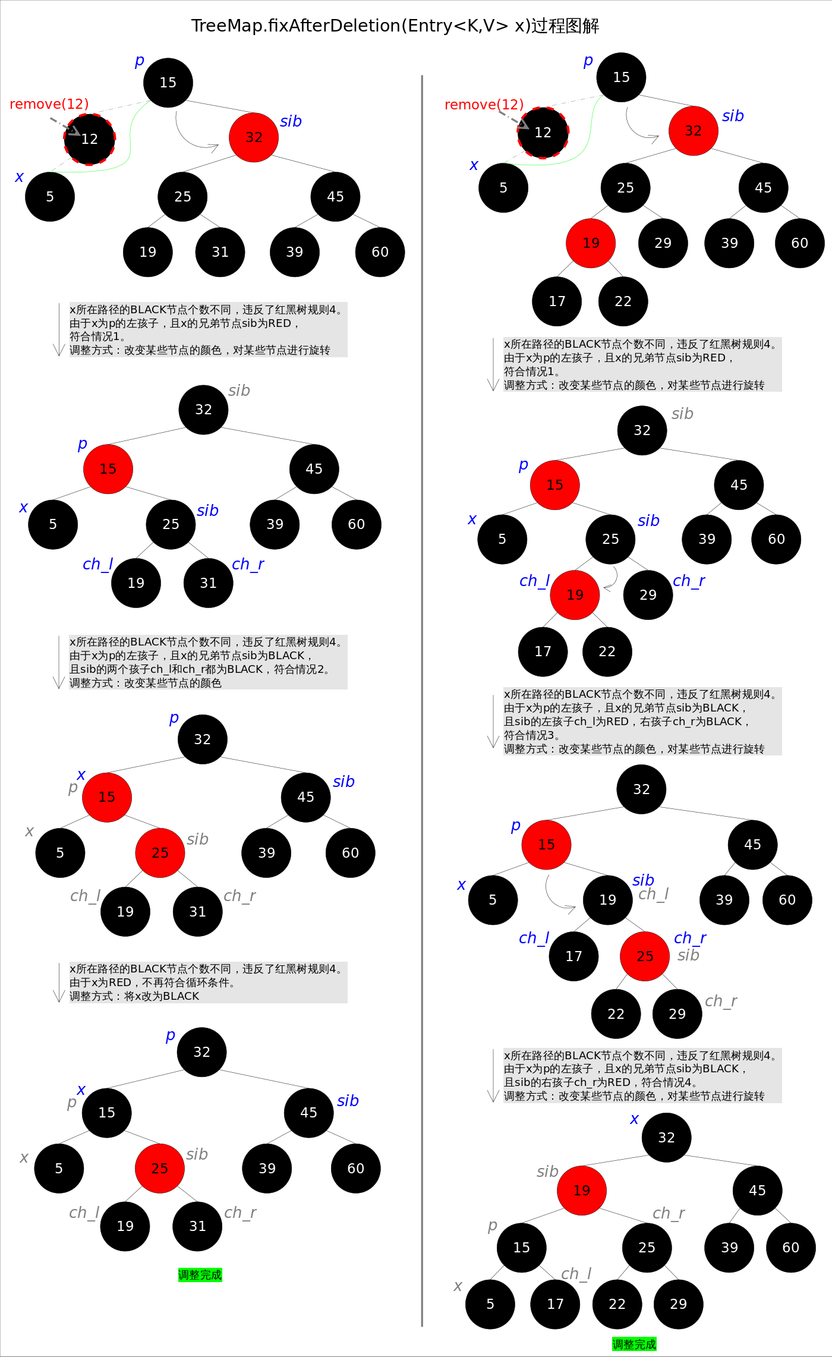 TreeMap.fixAfterDeletion(Entry<K,V> x)过程图解
p
15
remove(12)
12
sib
32
x
5
25
45
19
31
39
60
x所在路径的BLACK节点个数不同，违反了红黑树规则4。
由于x为p的左孩子，且x的兄弟节点sib为RED，
符合情况1。
调整方式：改变某些节点的颜色，对某些节点进行旋转
sib
32
p
15
45
x
5
25
sib
39
60
ch_l
19
31
ch_r
x所在路径的BLACK节点个数不同，违反了红黑树规则4。
由于x为p的左孩子，且x的兄弟节点sib为BLACK，
且sib的两个孩子ch_l和ch_r都为BLACK，符合情况2。
调整方式：改变某些节点的颜色
p
32
x
p
15
45
sib
x
5
25
sib
39
60
ch_l
19
31
ch_r
x所在路径的BLACK节点个数不同，违反了红黑树规则4。
由于x为RED，不再符合循环条件。
调整方式：将x改为BLACK
p
32
x
p
15
45
sib
x
5
25
sib
39
60
ch_l
19
31
ch_r
调整完成
p
15
remove(12)
12
sib
32
x
5
25
45
19
29
39
60
17
22
x所在路径的BLACK节点个数不同，违反了红黑树规则4。
由于x为p的左孩子，且x的兄弟节点sib为RED，
符合情况1。
调整方式：改变某些节点的颜色，对某些节点进行旋转
sib
32
p
15
45
x
5
25
sib
39
60
ch_l
19
29
ch_r
17
22
x所在路径的BLACK节点个数不同，违反了红黑树规则4。
由于x为p的左孩子，且x的兄弟节点sib为BLACK，
且sib的左孩子ch_l为RED，右孩子ch_r为BLACK，
符合情况3。
调整方式：改变某些节点的颜色，对某些节点进行旋转
32
p
15
45
x
5
19
sib
ch_l
39
60
ch_l
17
25
ch_r
sib
22
29
ch_r
x所在路径的BLACK节点个数不同，违反了红黑树规则4。
由于x为p的左孩子，且x的兄弟节点sib为BLACK，
且sib的右孩子ch_r为RED，符合情况4。
调整方式：改变某些节点的颜色，对某些节点进行旋转
x
32
sib
19
45
p
15
25
ch_r
39
60
x
5
17
ch_l
22
29
调整完成